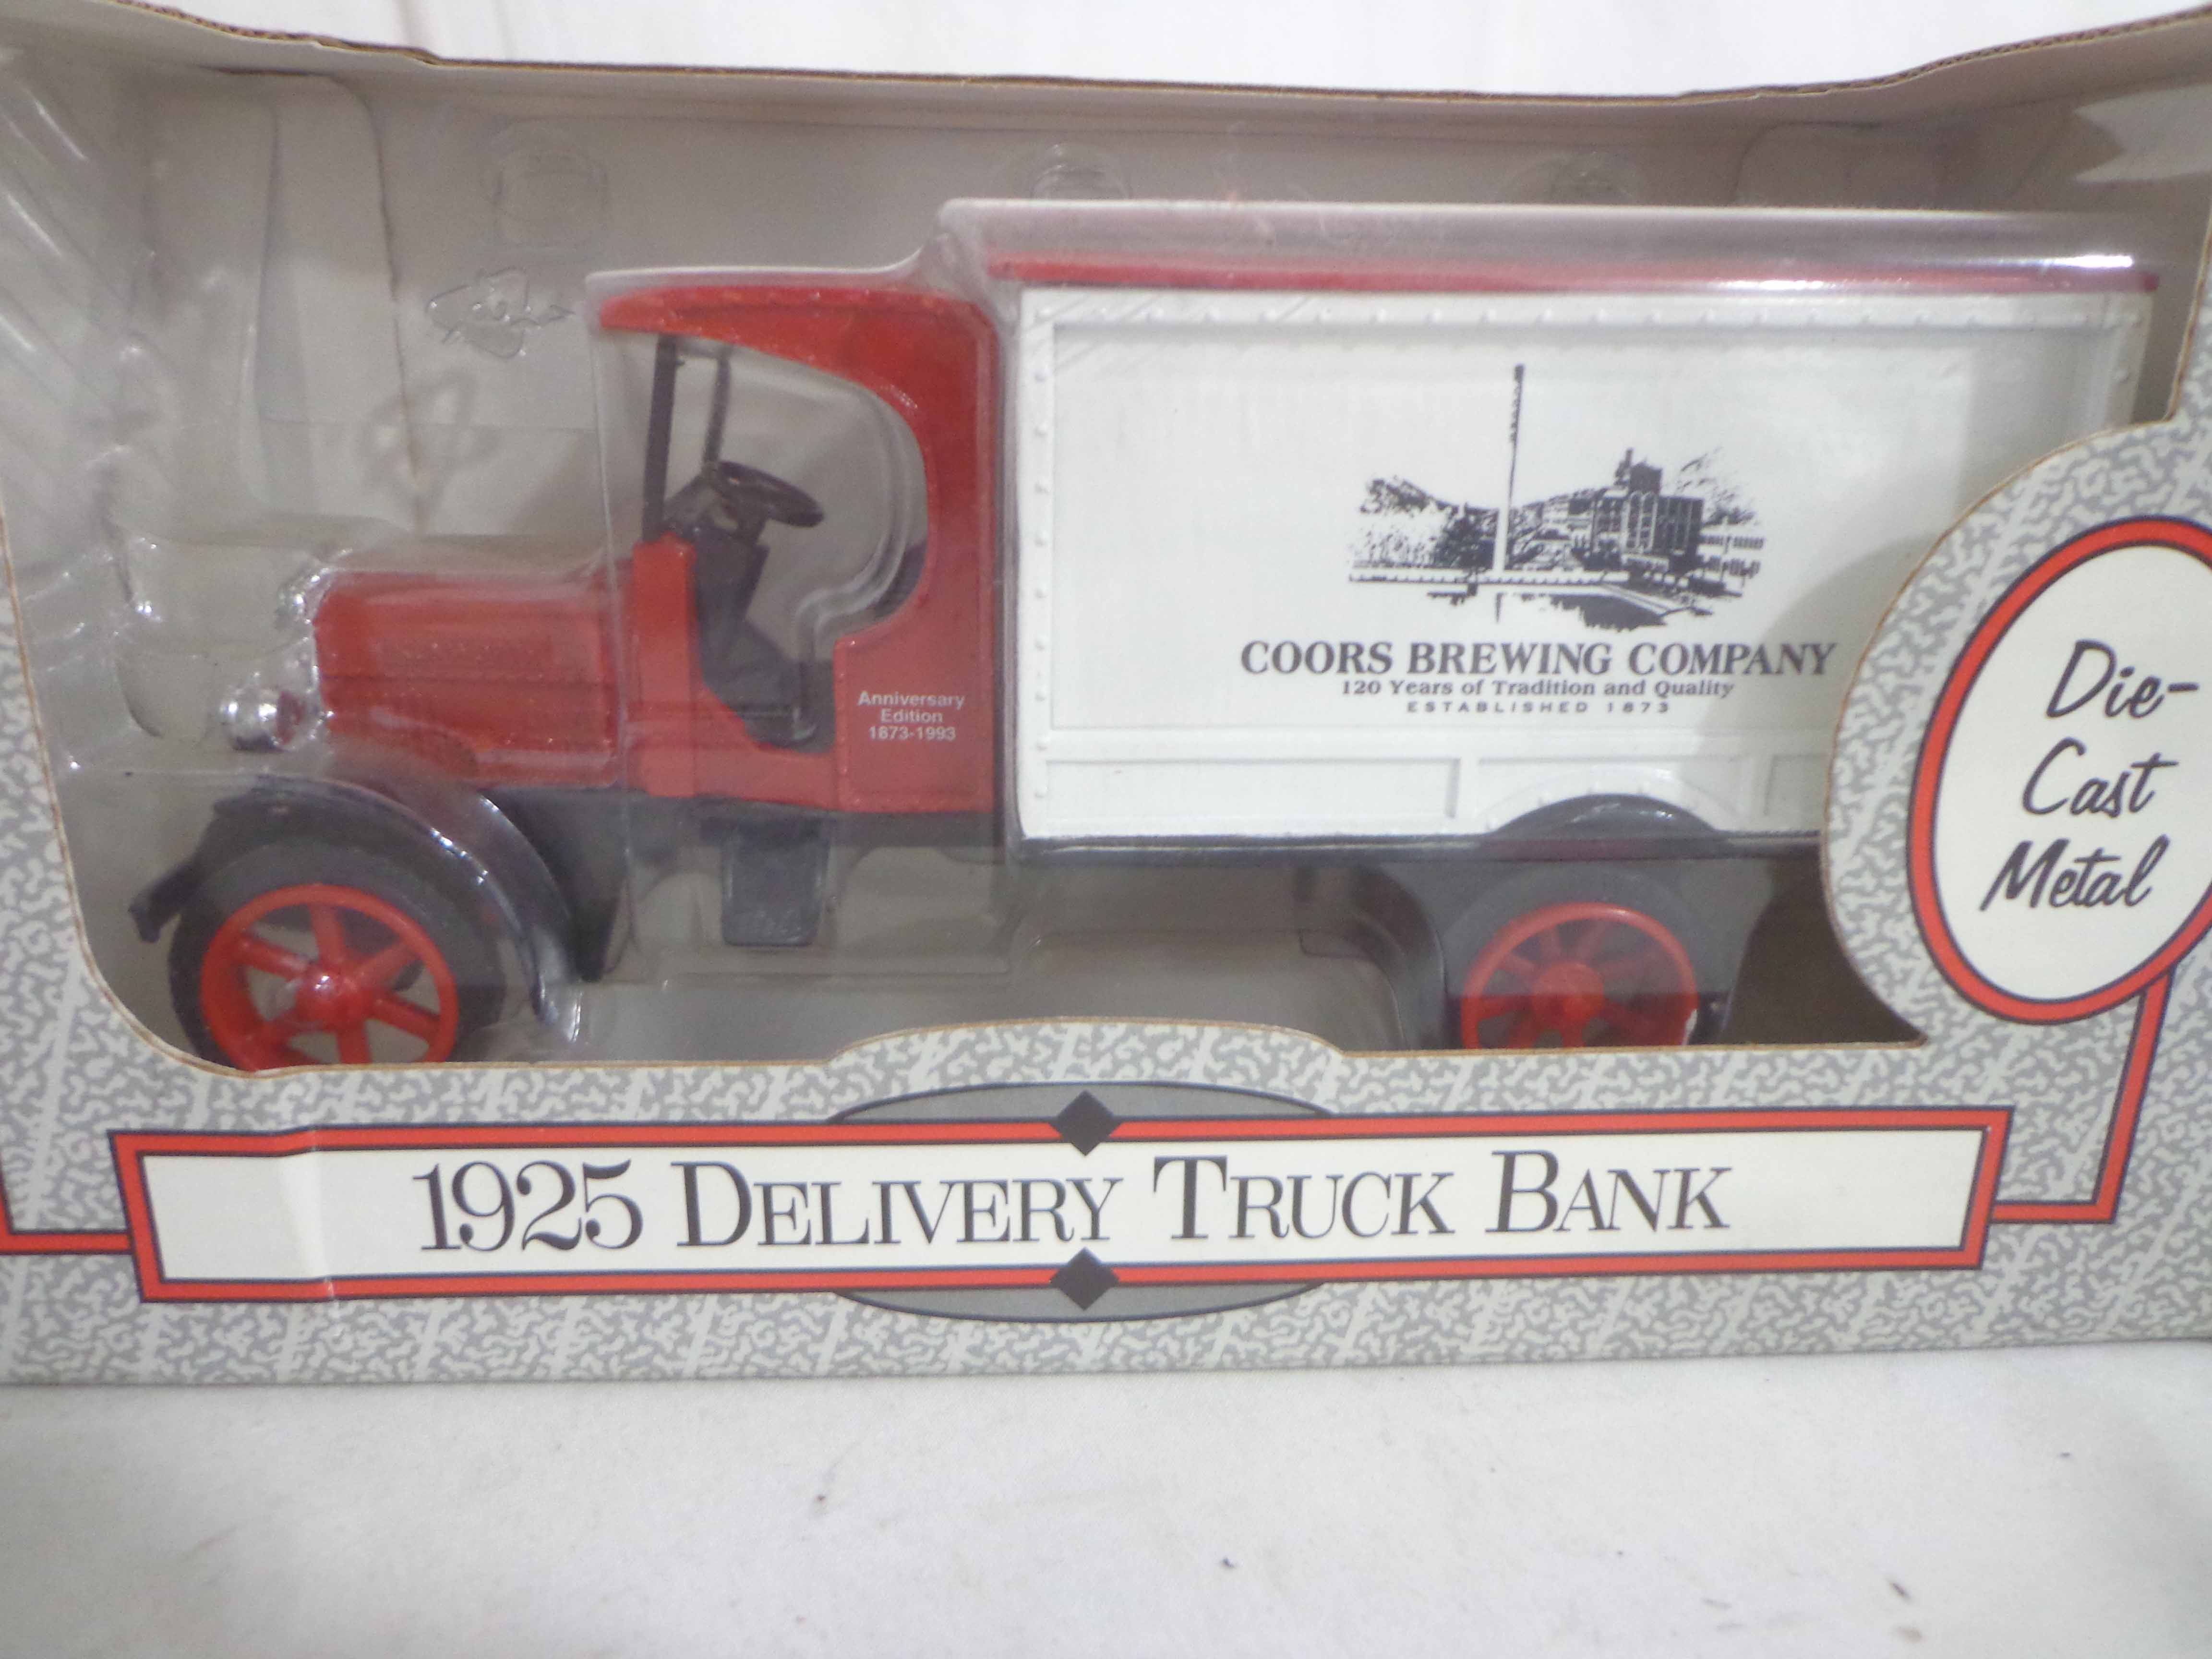 Anniversary
Edition
1873-1993
COORS BREWING COMPANY
120 Years of Tradition and Quality
ESTABLISHED 1873
Die-
Cast
Metal
1925 DELIVERY TRUCK BANK